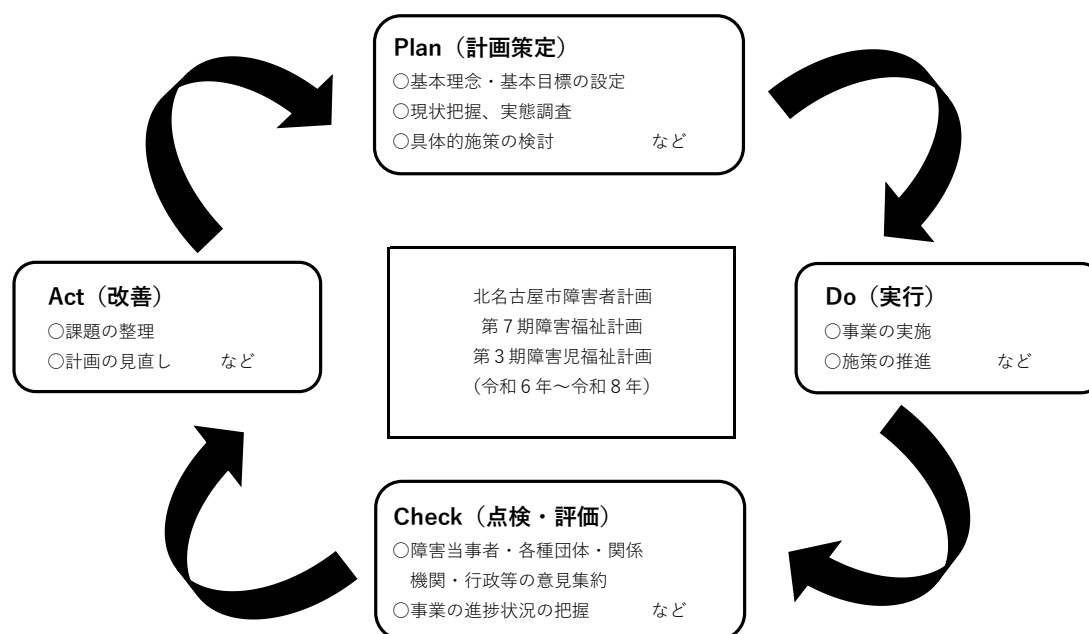 Plan（計画策定）
○基本理念・基本目標の設定
○現状把握、実態調査
○具体的施策の検討　　　　　など
Act（改善）
○課題の整理
○計画の見直し　　など
北名古屋市障害者計画
第７期障害福祉計画
第３期障害児福祉計画
（令和６年～令和８年）
Do（実行）
○事業の実施
○施策の推進　　　など
Check（点検・評価）
○障害当事者・各種団体・関係
機関・行政等の意見集約
○事業の進捗状況の把握　　　など